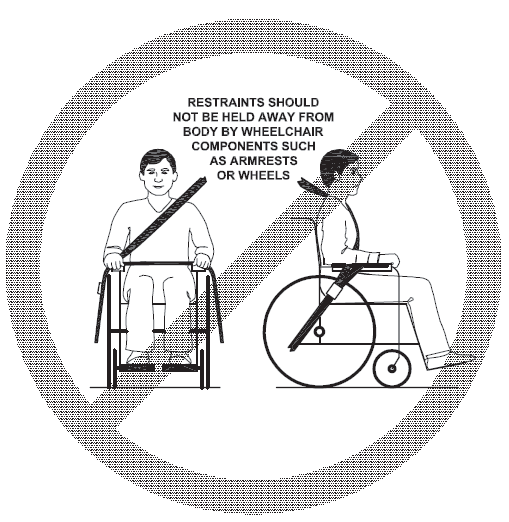 RESTRAINTS SHOULD
NOT BE HELD AWAY FROM
BODY BY WHEELCHAIR
COMPONENTS SUCH
AS ARMRESTS
OR WHEELS